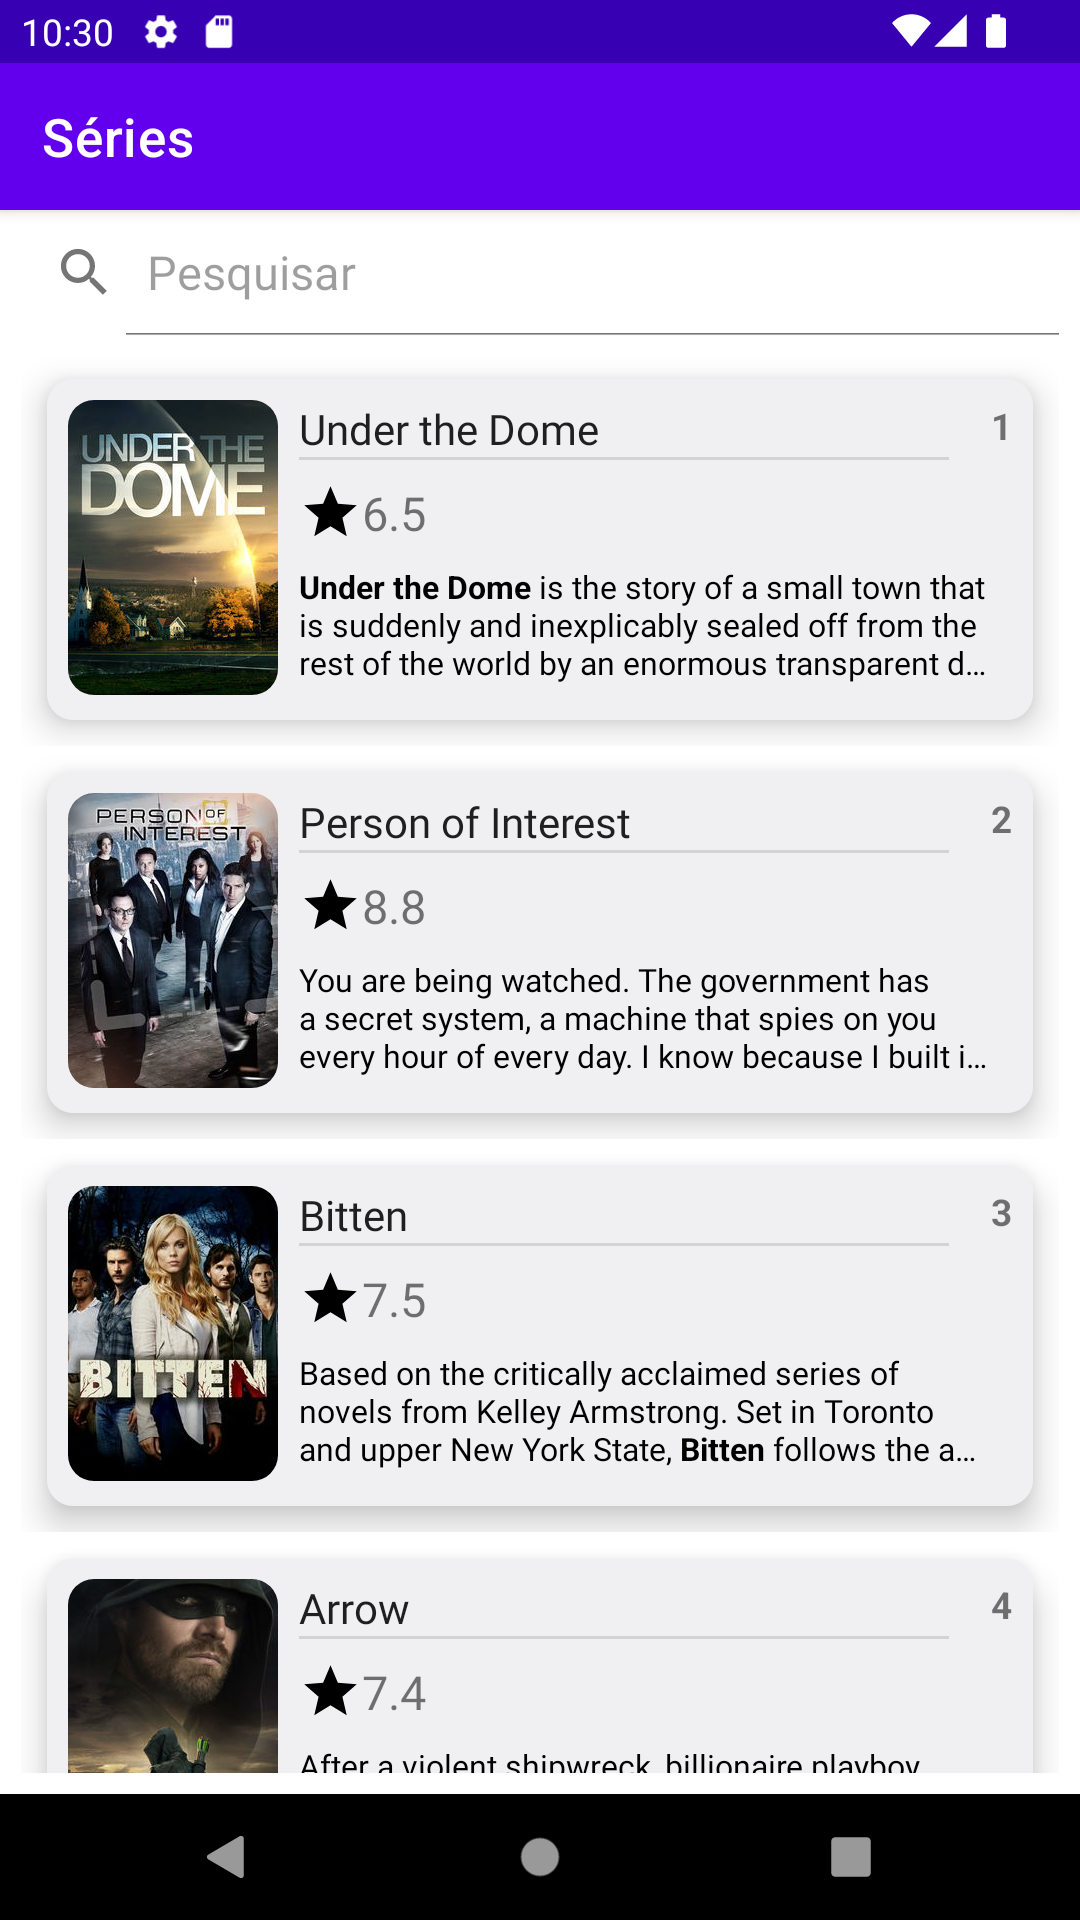 10:30
Séries
Pesquisar
UNDER THE
DOME
Under the Dome
1
6.5
Under the Dome is the story of a small town that
is suddenly and inexplicably sealed off from the
rest of the world by an enormous transparent d…
PERSON OF
INTEREST
Person of Interest
2
8.8
You are being watched. The government has
a secret system, a machine that spies on you
every hour of every day. I know because I built i…
BITTEN
Bitten
3
7.5
Based on the critically acclaimed series of
novels from Kelley Armstrong. Set in Toronto
and upper New York State, Bitten follows the a…
Arrow
4
7.4
After a violent shipwreck, billionaire playboy